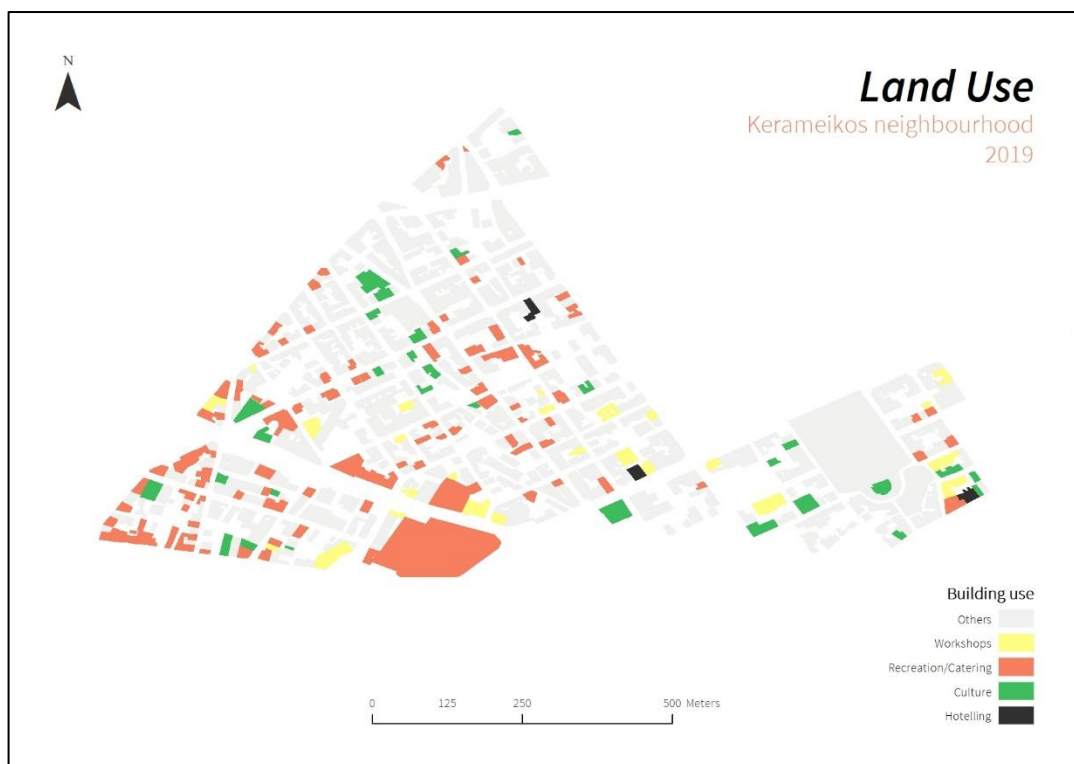 N
Land Use
Kerameikos neighbourhood
2019
Building use
Others
Workshops
Recreation/Catering
Culture
Hotelling
0 125 250 500 Meters